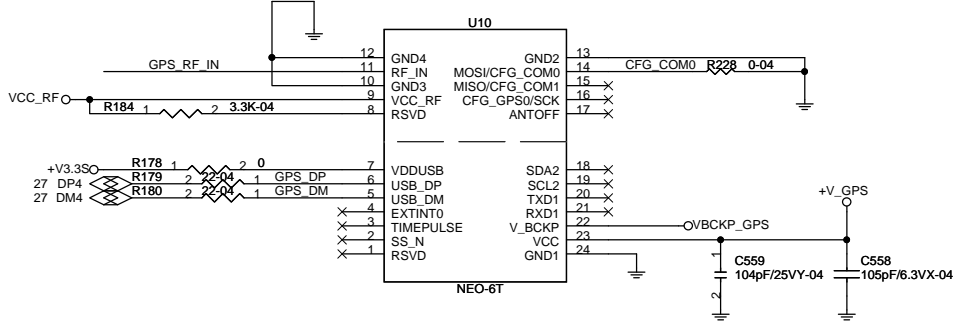 U10
12 GND4 GND2 13
GPS_RF_IN 11 RF_IN MOSI/CFG_COM0 14 CFG_COM0 R228 0-04
10 GND3 MISO/CFG_COM1 15
VCC_RF 9 VCC_RF CFG_GPS0/SCK 16
R184 1 2 3.3K-04 8 RSVD ANTOFF 17
+V3.3S R178 1 2 0 7 VDDUSB SDA2 18
27 DP4 R179 2 22-04 1 GPS_DP 6 USB_DP SCL2 19
27 DM4 R180 2 22-04 1 GPS_DM 5 USB_DM TXD1 20
4 EXTINT0 RXD1 21
3 TIMEPULSE V_BCKP 22 VBCKP_GPS
2 SS_N VCC 23
1 RSVD GND1 24
NEO-6T
+V_GPS
1 2 C559
104pF/25VY-04
1 2 C558
105pF/6.3VX-04